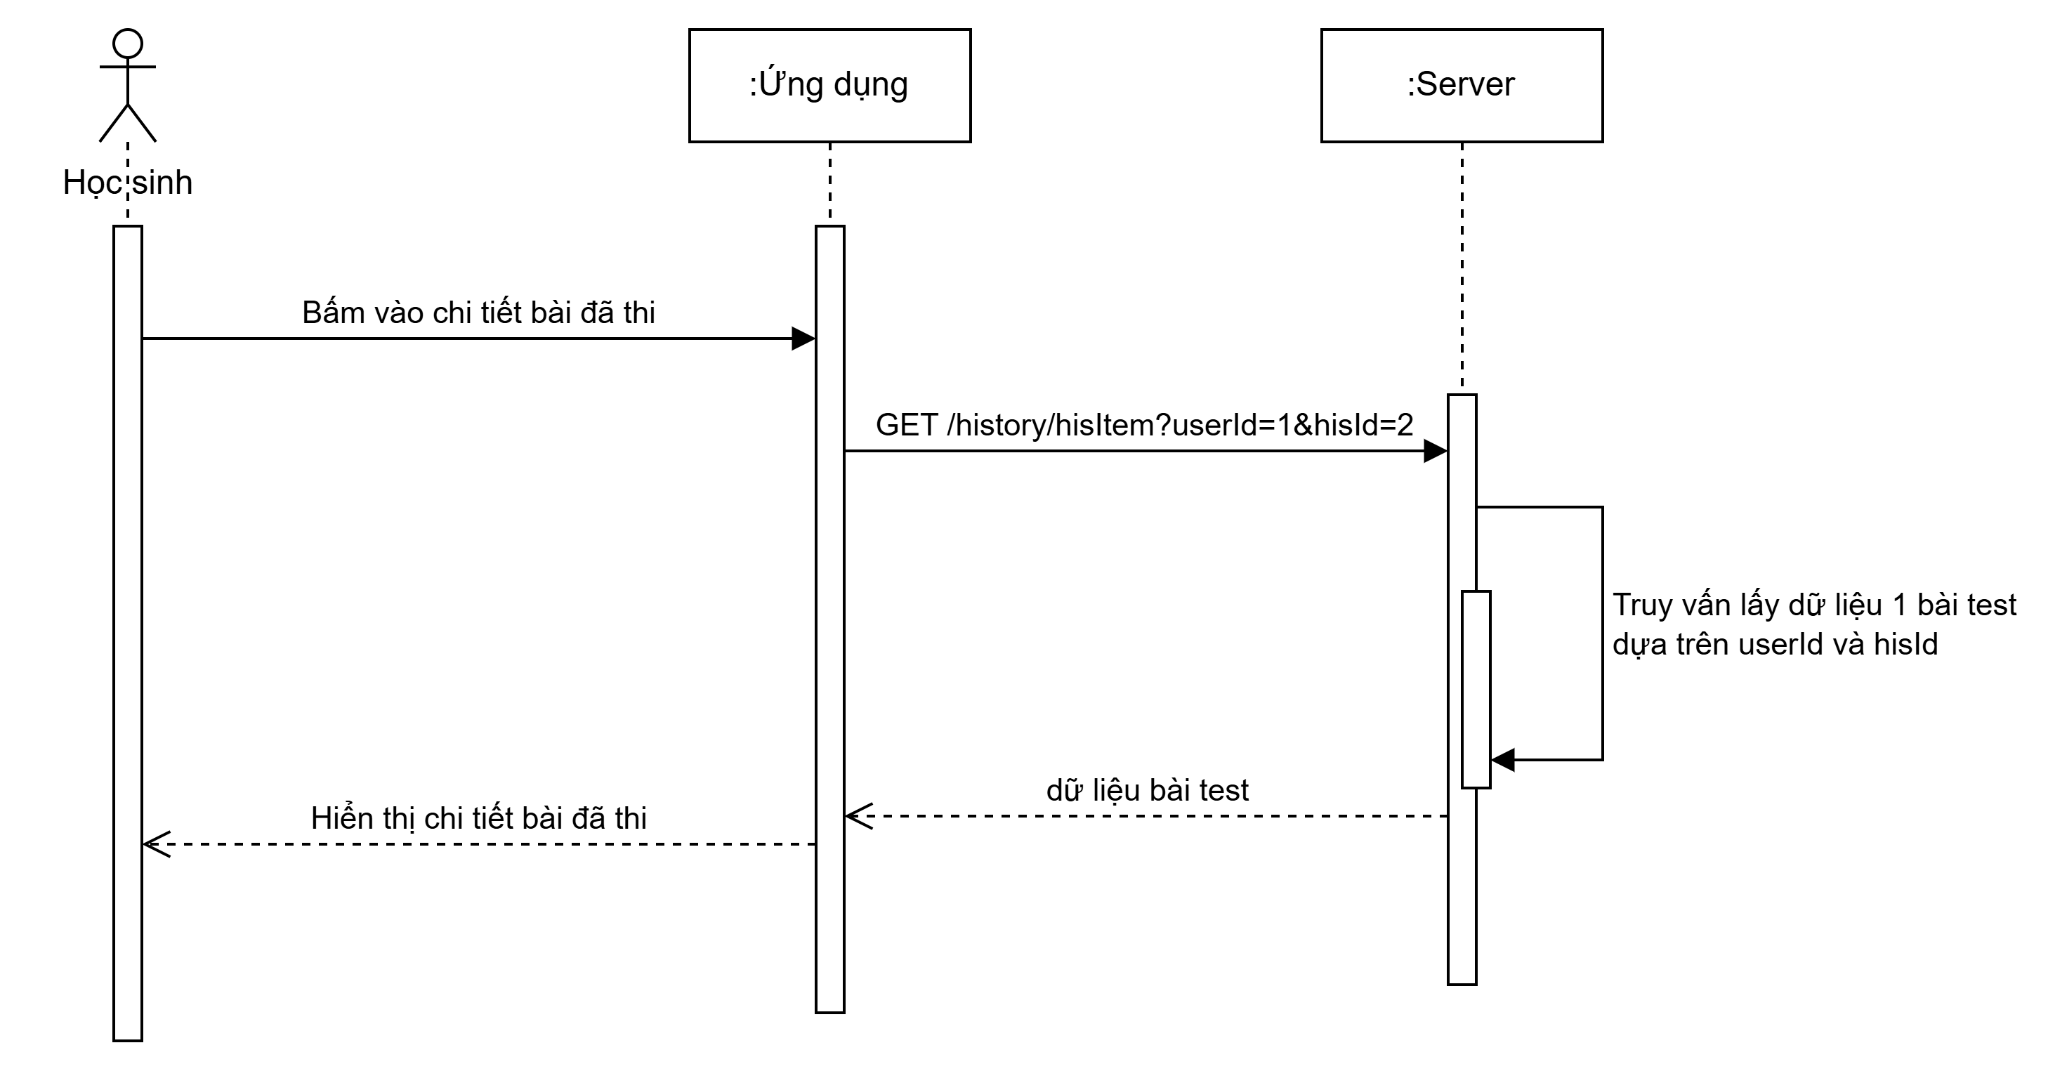 :Ứng dụng
:Server
Học sinh
Bấm vào chi tiết bài đã thi
GET /history/hisItem?userId=1&hisId=2
Truy vấn lấy dữ liệu 1 bài test
dựa trên userId và hisId
dữ liệu bài test
Hiển thị chi tiết bài đã thi